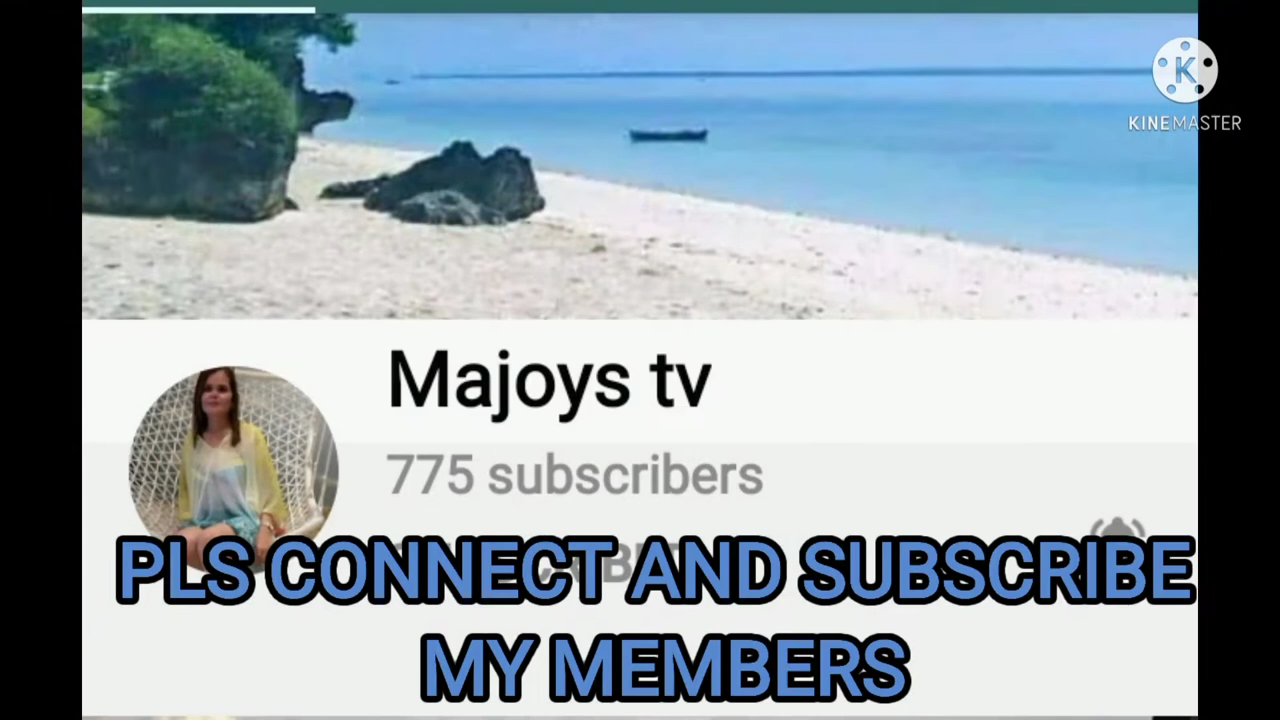 KINEMASTER
Majoys tv
775 subscribers
PLS CONNECT AND SUBSCRIBE
MY MEMBERS